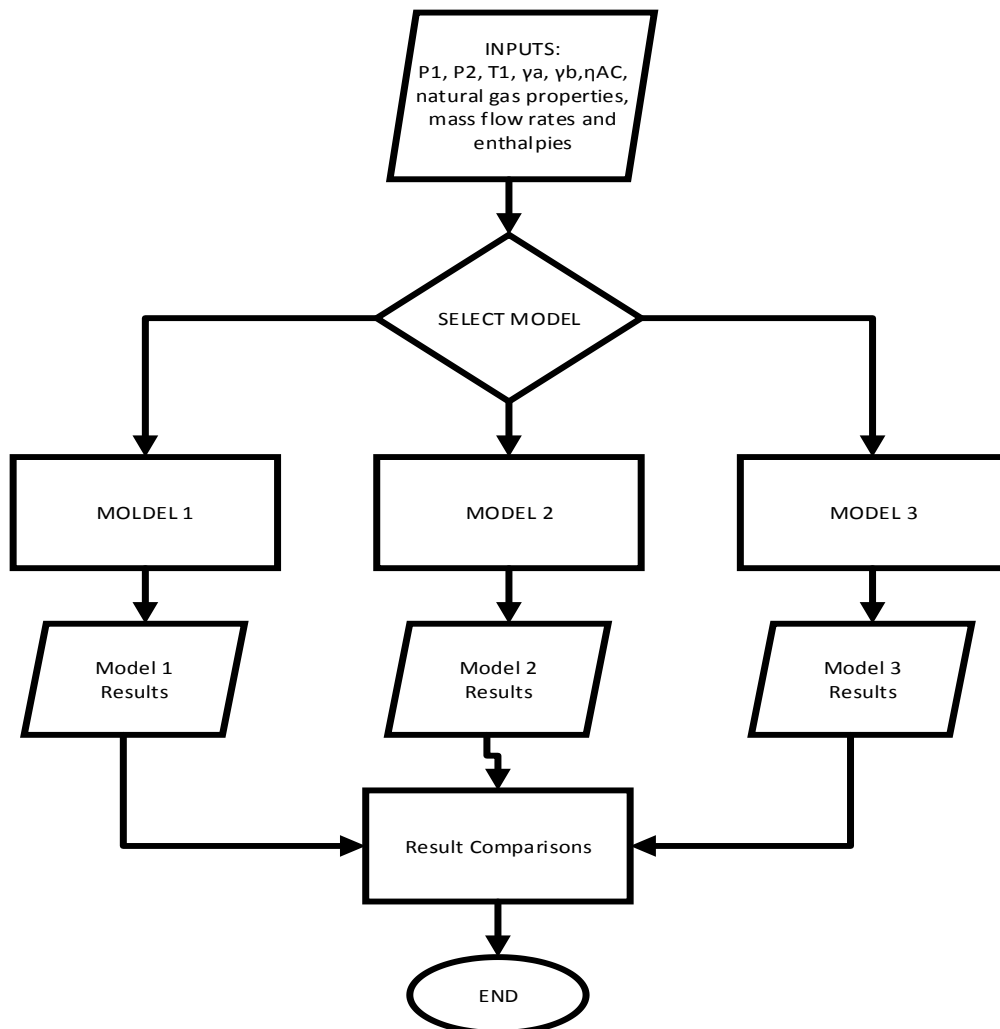 INPUTS:
P1, P2, T1, γa, γb,ηAC,
natural gas properties,
mass flow rates and
enthalpies
SELECT MODEL
MOLDEL 1
MODEL 2
MODEL 3
Model 1
Results
Model 2
Results
Model 3
Results
Result Comparisons
END